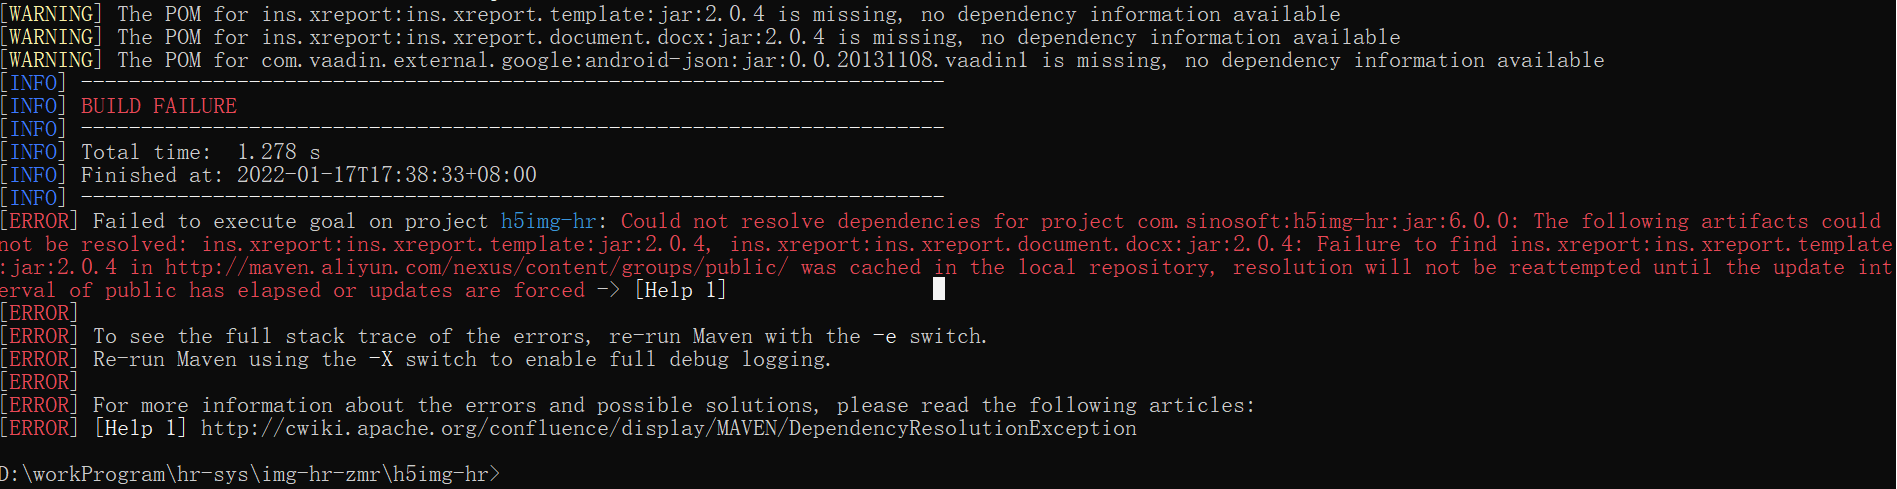 [WARNING] The POM for ins.xreport:ins.xreport.template:jar:2.0.4 is missing, no dependency information available
[WARNING] The POM for ins.xreport:ins.xreport.document.docx:jar:2.0.4 is missing, no dependency information available
[WARNING] The POM for com.vaadin.external.google:android-json:jar:0.0.20131108.vaadin1 is missing, no dependency information available
[INFO] ------------------------------------------------------------------------
[INFO] BUILD FAILURE
[INFO] ------------------------------------------------------------------------
[INFO] Total time:  1.278 s
[INFO] Finished at: 2022-01-17T17:38:33+08:00
[INFO] ------------------------------------------------------------------------
[ERROR] Failed to execute goal on project h5img-hr: Could not resolve dependencies for project com.sinosoft:h5img-hr:jar:6.0.0: The following artifacts could
not be resolved: ins.xreport:ins.xreport.template:jar:2.0.4, ins.xreport:ins.xreport.document.docx:jar:2.0.4: Failure to find ins.xreport:ins.xreport.template
:jar:2.0.4 in http://maven.aliyun.com/nexus/content/groups/public/ was cached in the local repository, resolution will not be reattempted until the update int
erval of public has elapsed or updates are forced -> [Help 1]
[ERROR]
[ERROR] To see the full stack trace of the errors, re-run Maven with the -e switch.
[ERROR] Re-run Maven using the -X switch to enable full debug logging.
[ERROR]
[ERROR] For more information about the errors and possible solutions, please read the following articles:
[ERROR] [Help 1] http://cwiki.apache.org/confluence/display/MAVEN/DependencyResolutionException
D:\workProgram\hr-sys\img-hr-zmr\h5img-hr>